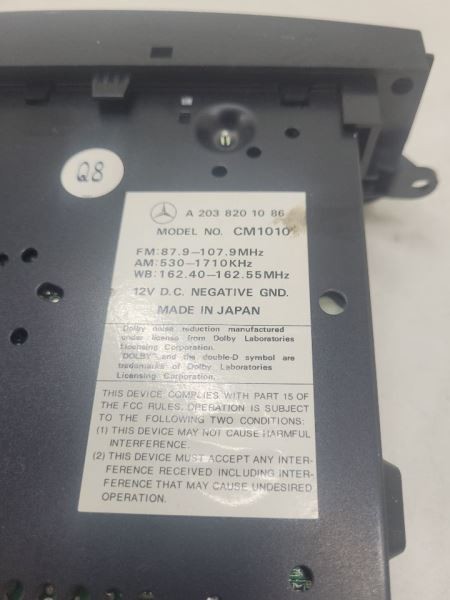 Q8
A 203 820 10 86
MODEL NO. CM1010
FM:87.9-107.9MHz
AM:530-1710KHz
WB:162.40-162.55MHz
12V D.C. NEGATIVE GND.
MADE IN JAPAN
Dolby noise reduction manufactured
under license from Dolby Laboratories
Licensing Corporation.
"DOLBY" and the double-D symbol are
trademarks of Dolby Laboratories
Licensing Corporation.
THIS DEVICE COMPLIES WITH PART 15 OF
THE FCC RULES. OPERATION IS SUBJECT
TO THE FOLLOWING TWO CONDITIONS:
(1) THIS DEVICE MAY NOT CAUSE HARMFUL
INTERFERENCE.
(2) THIS DEVICE MUST ACCEPT ANY INTER-
FERENCE RECEIVED INCLUDING INTER-
FERENCE THAT MAY CAUSE UNDESIRED
OPERATION.